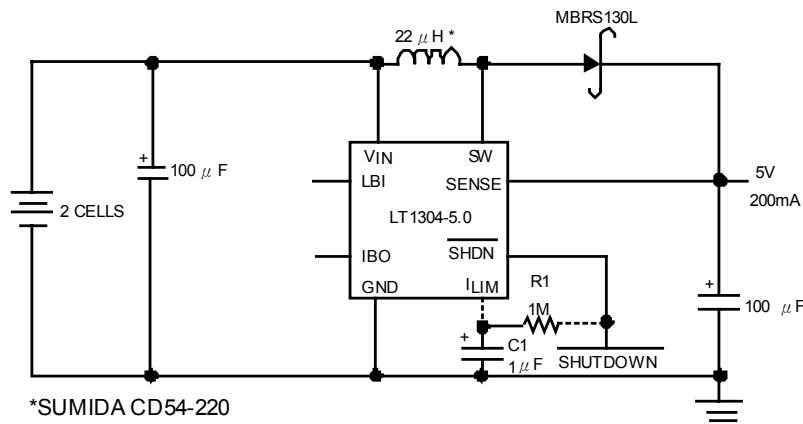 MBRS130L
22 μH *
VIN
SW
+
100 μF
LBI
SENSE
5V
200mA
2 CELLS
LT1304-5.0
IBO
SHDN
R1
GND
ILIM
1M
+
100 μF
+
C1
1μF
SHUTDOWN
*SUMIDA CD54-220